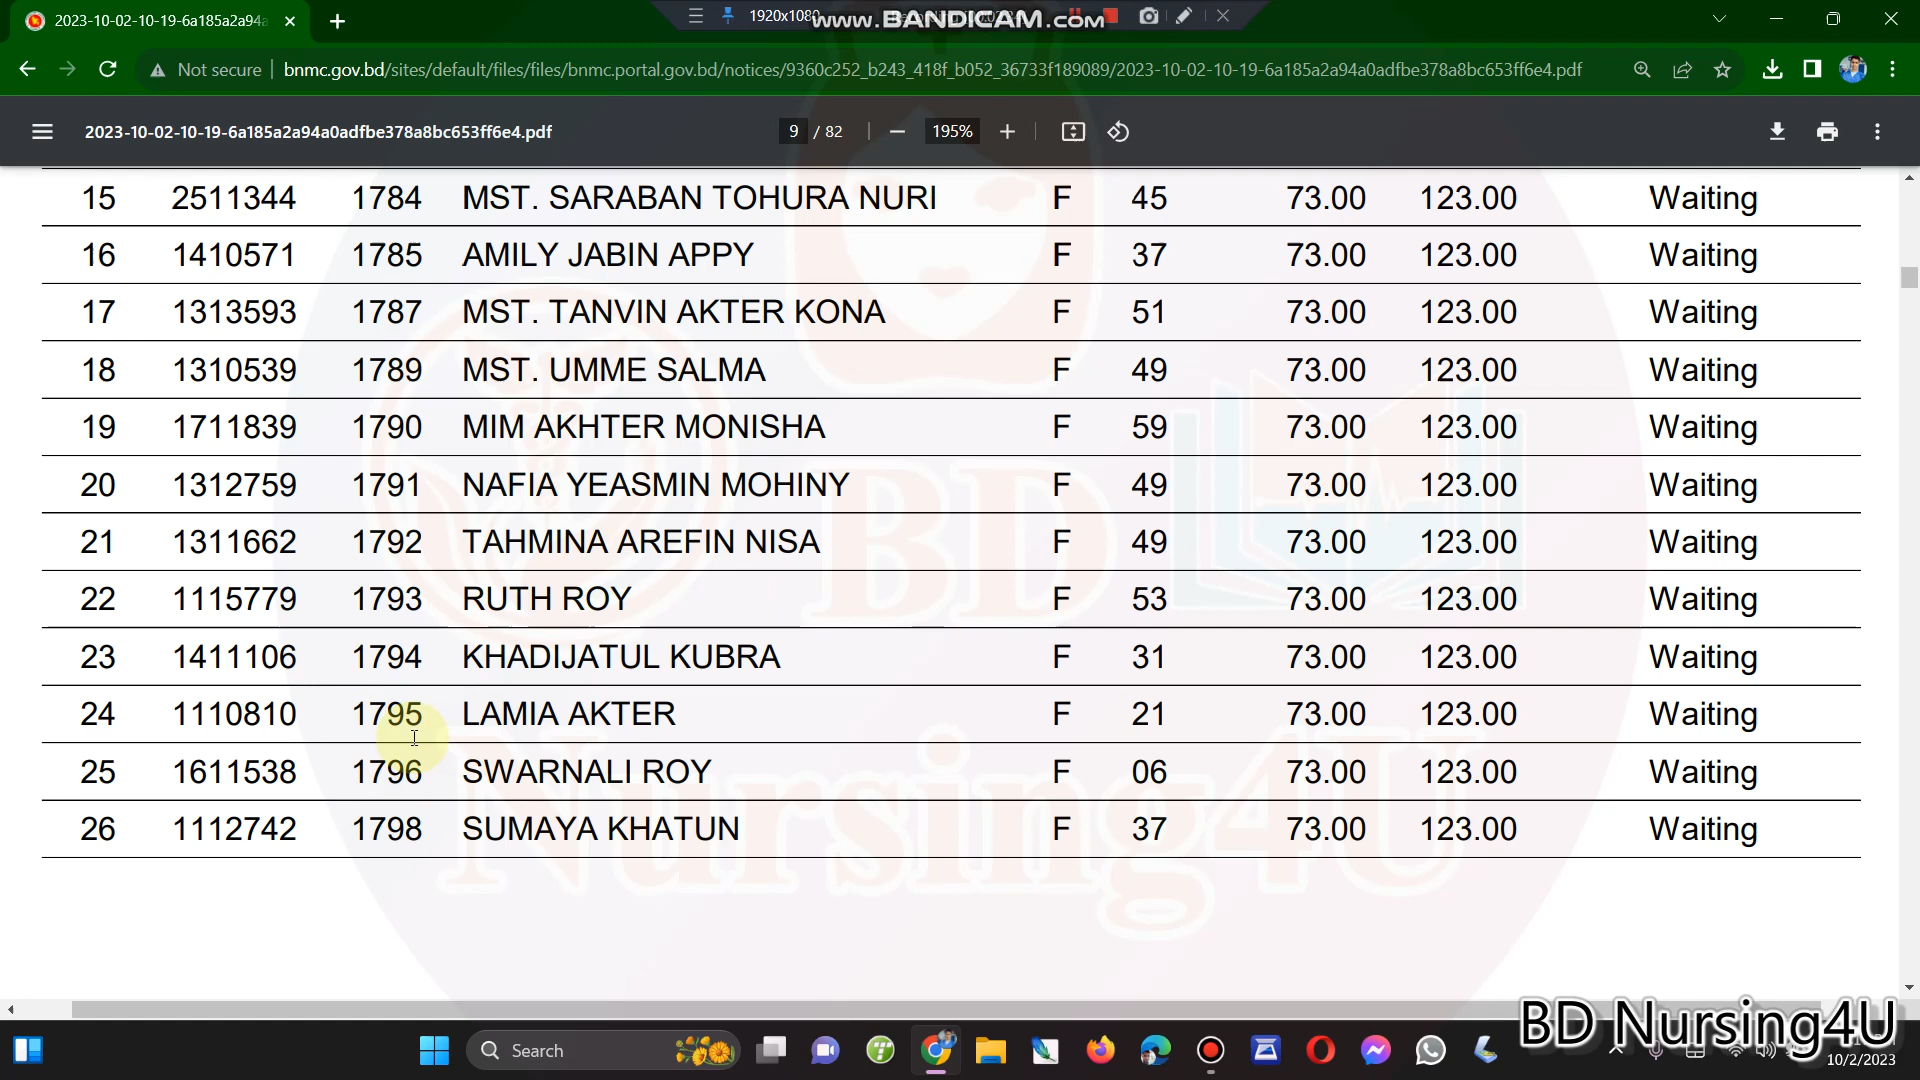 2023-10-02-10-19-6a185a2a94a
1920x1080
www.BANDICAM.com
Not secure
bnmc.gov.bd/sites/default/files/files/bnmc.portal.gov.bd/notices/9360c252_b243_418f_b052_36733f189089/2023-10-02-10-19-6a185a2a94a0adfbe378a8bc653ff6e4.pdf
2023-10-02-10-19-6a185a2a94a0adfbe378a8bc653ff6e4.pdf
9 / 82
195%
15 2511344 1784 MST. SARABAN TOHURA NURI F 45 73.00 123.00 Waiting
16 1410571 1785 AMILY JABIN APPY F 37 73.00 123.00 Waiting
17 1313593 1787 MST. TANVIN AKTER KONA F 51 73.00 123.00 Waiting
18 1310539 1789 MST. UMME SALMA F 49 73.00 123.00 Waiting
19 1711839 1790 MIM AKHTER MONISHA F 59 73.00 123.00 Waiting
20 1312759 1791 NAFIA YEASMIN MOHINY F 49 73.00 123.00 Waiting
21 1311662 1792 TAHMINA AREFIN NISA F 49 73.00 123.00 Waiting
22 1115779 1793 RUTH ROY F 53 73.00 123.00 Waiting
23 1411106 1794 KHADIJATUL KUBRA F 31 73.00 123.00 Waiting
24 1110810 1795 LAMIA AKTER F 21 73.00 123.00 Waiting
25 1611538 1796 SWARNALI ROY F 06 73.00 123.00 Waiting
26 1112742 1798 SUMAYA KHATUN F 37 73.00 123.00 Waiting
BD
Nursing4U
BD Nursing4U
Search
10/2/2023